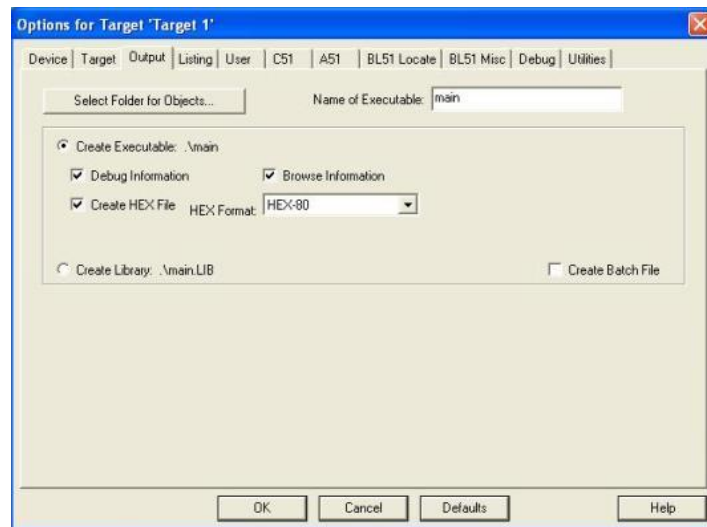 Options for Target 'Target 1'
Device Target Output Listing User C51 A51 BL51 Locate BL51 Misc Debug Utilities
Select Folder for Objects... Name of Executable: main
Create Executable: .\main
Debug Information Browse Information
Create HEX File HEX Format: HEX-80
Create Library: .\main.LIB Create Batch File
OK Cancel Defaults Help